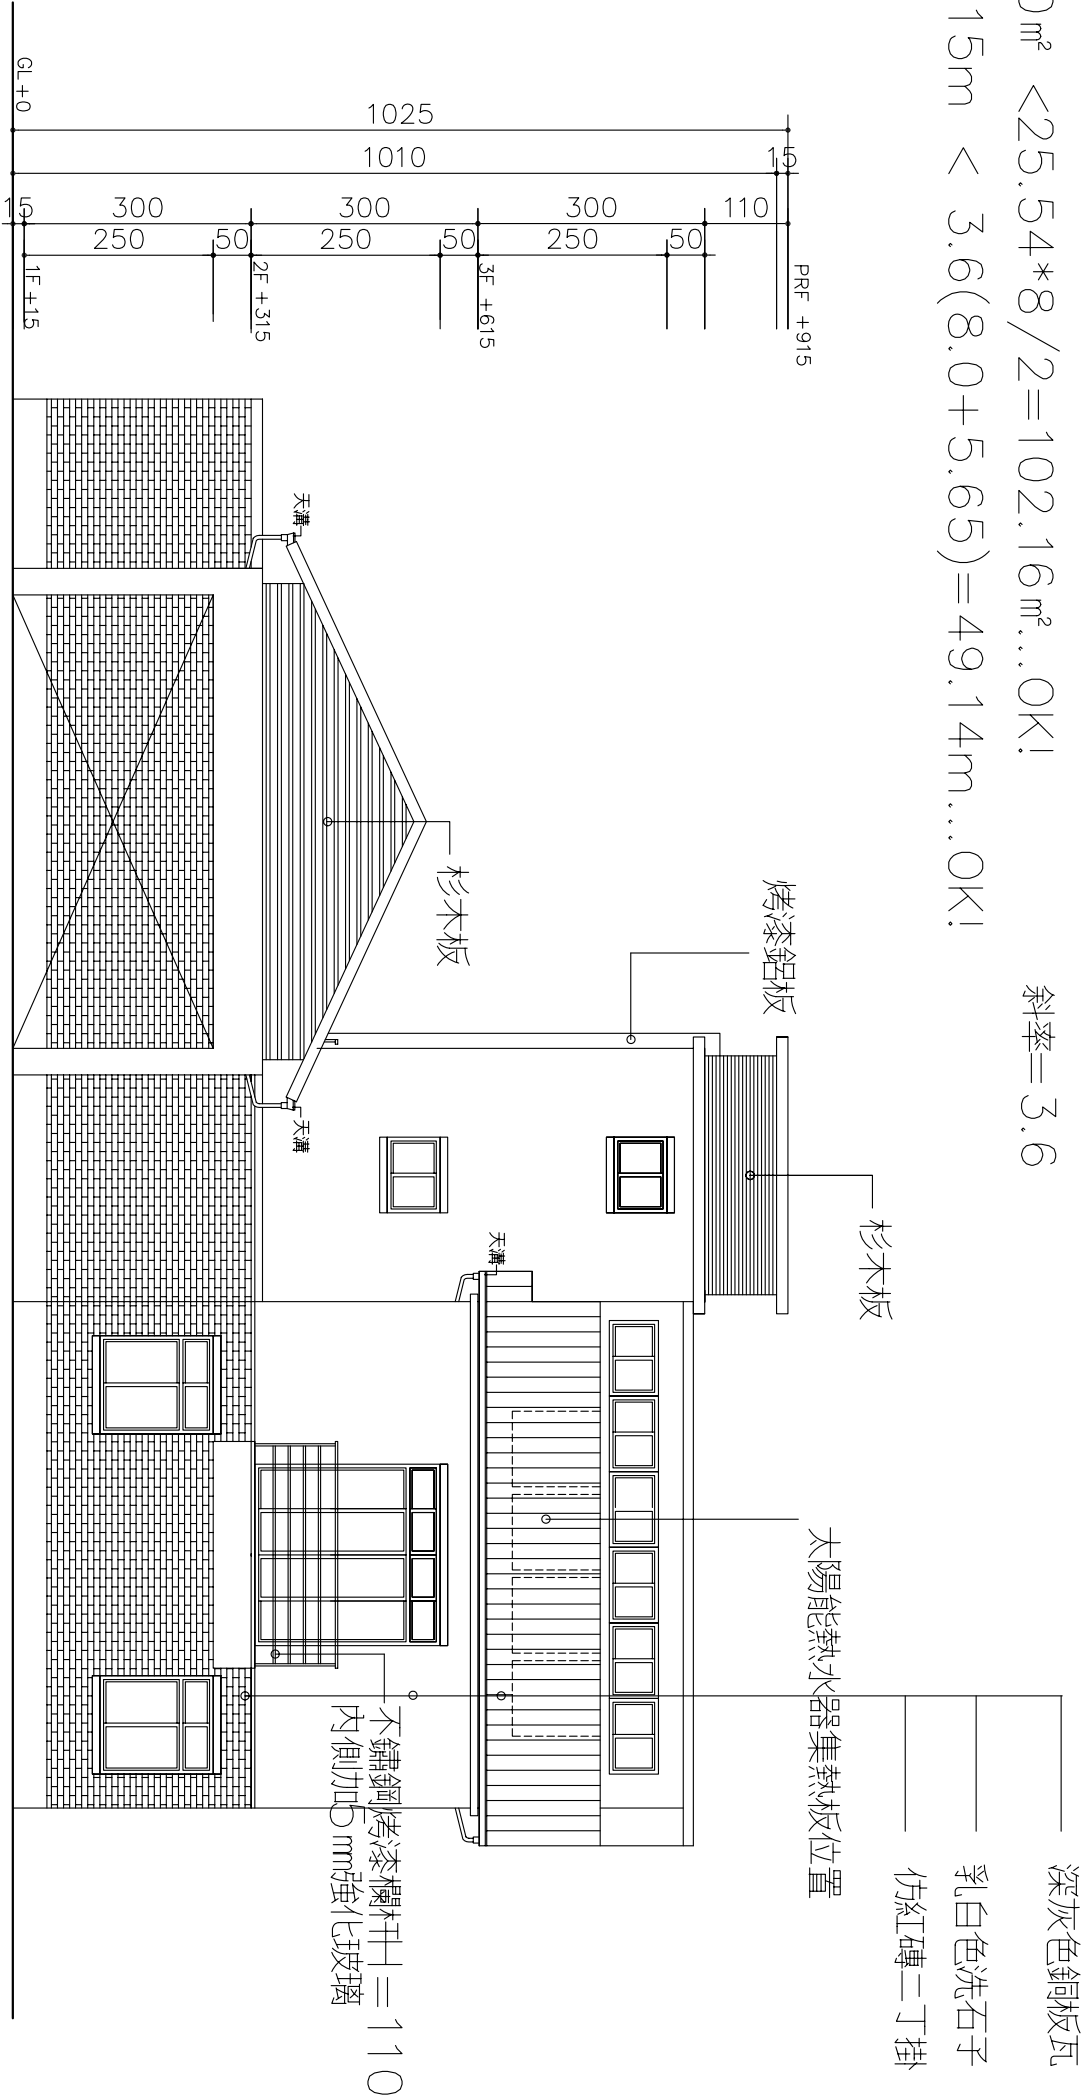 0㎡ <25.54*8/2=102.16㎡...OK!
15m < 3.6(8.0+5.65)=49.14m...OK!
斜率=3.6
PRF +915
3F +615
2F +315
1F +15
GL+0
1025
1010
15
15
300
300
300
110
250
50
250
50
250
50
烤漆鋁板
杉木板
杉木板
天溝
天溝
天溝
太陽能熱水器集熱板位置
深灰色鋼板瓦
乳白色洗石子
仿紅磚二丁掛
不鏽鋼烤漆欄杆H=110
內側加5mm強化玻璃